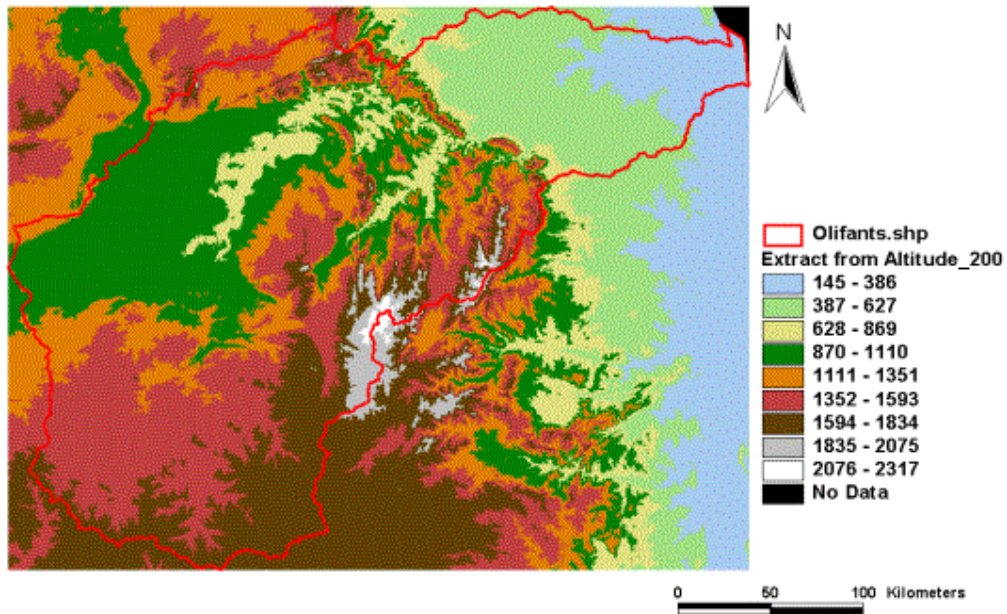 N
Olifants.shp
Extract from Altitude_200
145 - 386
387 - 627
628 - 869
870 - 1110
1111 - 1351
1352 - 1593
1594 - 1834
1835 - 2075
2076 - 2317
No Data
0 50 100 Kilometers